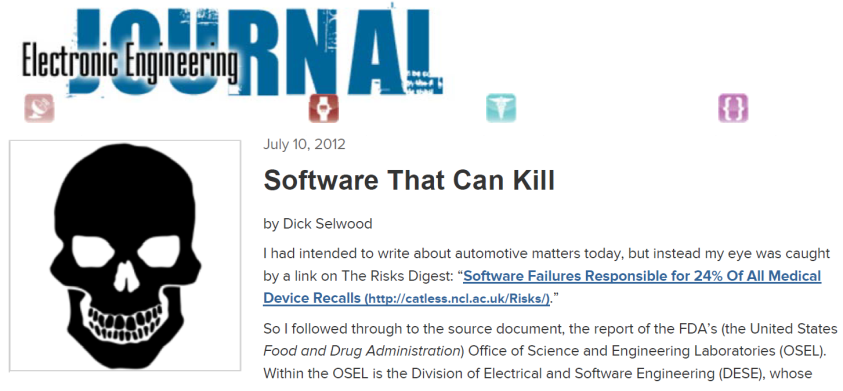 JOURNAL
Electronic Engineering
July 10, 2012
Software That Can Kill
by Dick Selwood
I had intended to write about automotive matters today, but instead my eye was caught
by a link on The Risks Digest: “Software Failures Responsible for 24% Of All Medical
Device Recalls (http://catless.ncl.ac.uk/Risks/).”
So I followed through to the source document, the report of the FDA’s (the United States
Food and Drug Administration) Office of Science and Engineering Laboratories (OSEL).
Within the OSEL is the Division of Electrical and Software Engineering (DESE), whose